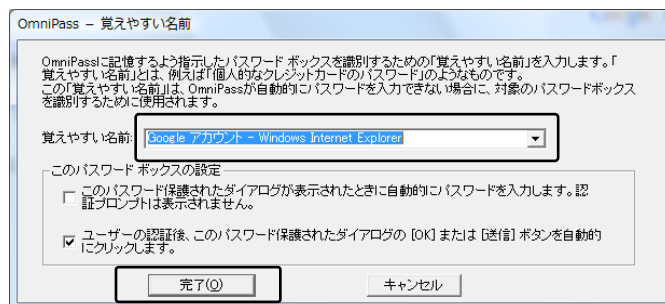 OmniPass – 覚えやすい名前
OmniPassに記憶するよう指示したパスワード ボックスを識別するための「覚えやすい名前」を入力します。「
覚えやすい名前」とは、例えば「個人的なクレジットカードのパスワード」のようなものです。
この「覚えやすい名前」は、OmniPassが自動的にパスワードを入力できない場合に、対象のパスワードボックス
を識別するために使用されます。
覚えやすい名前: Google アカウント - Windows Internet Explorer
このパスワード ボックスの設定
このパスワード保護されたダイアログが表示されたときに自動的にパスワードを入力します。認
証プロンプトは表示されません。
ユーザーの認証後、このパスワード保護されたダイアログの [OK] または [送信] ボタンを自動的
にクリックします。
完了(O) キャンセル